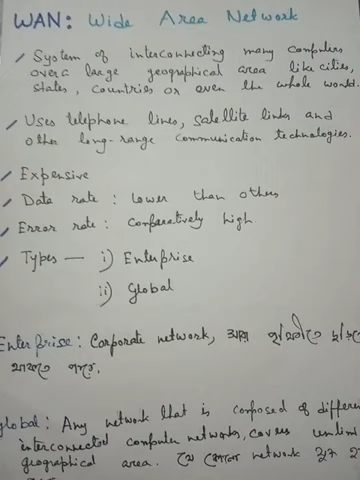 WAN: Wide Area Network
System of interconnecting many computers
over a large geographical area like cities,
states, countries or even the whole world.
Uses telephone lines, satellite links and
other long-range communication technologies.
Expensive
Data rate: lower than others
Error rate: Comparatively high.
Types — i) Enterprise
ii) Global
Enterprise: Corporate network, সারা পৃথিবীতে
থাকতে পারে,
Global: Any network that is composed of different
interconnected computer networks, covers
geographical area. যে কোনো network